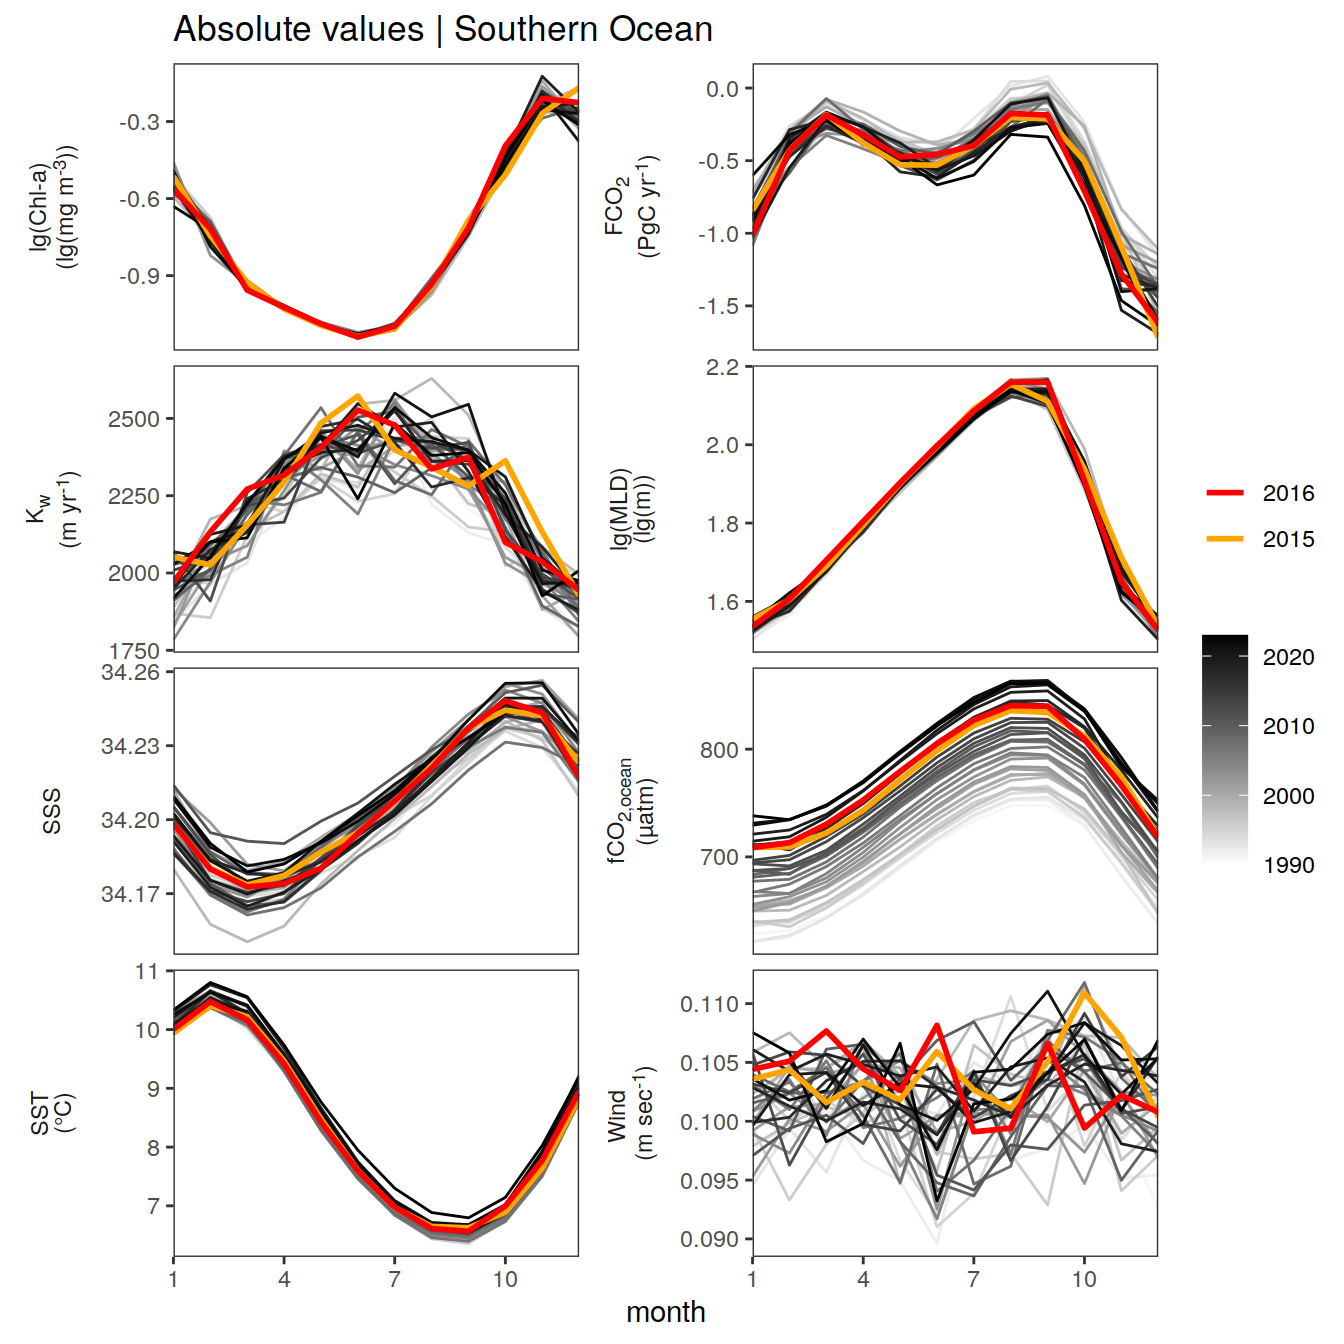 Absolute values | Southern Ocean
lg(Chl-a)
(lg(mg m⁻³))
-0.3
-0.6
-0.9
FCO₂
(PgC yr⁻¹)
0.0
-0.5
-1.0
-1.5
K_w
(m yr⁻¹)
2500
2250
2000
1750
lg(MLD)
(lg(m))
2.2
2.0
1.8
1.6
SSS
34.26
34.23
34.20
34.17
fCO₂,ocean
(µatm)
800
700
SST
(°C)
11
10
9
8
7
1 4 7 10
Wind
(m sec⁻¹)
0.110
0.105
0.100
0.095
0.090
1 4 7 10
month
2016
2015
2020
2010
2000
1990